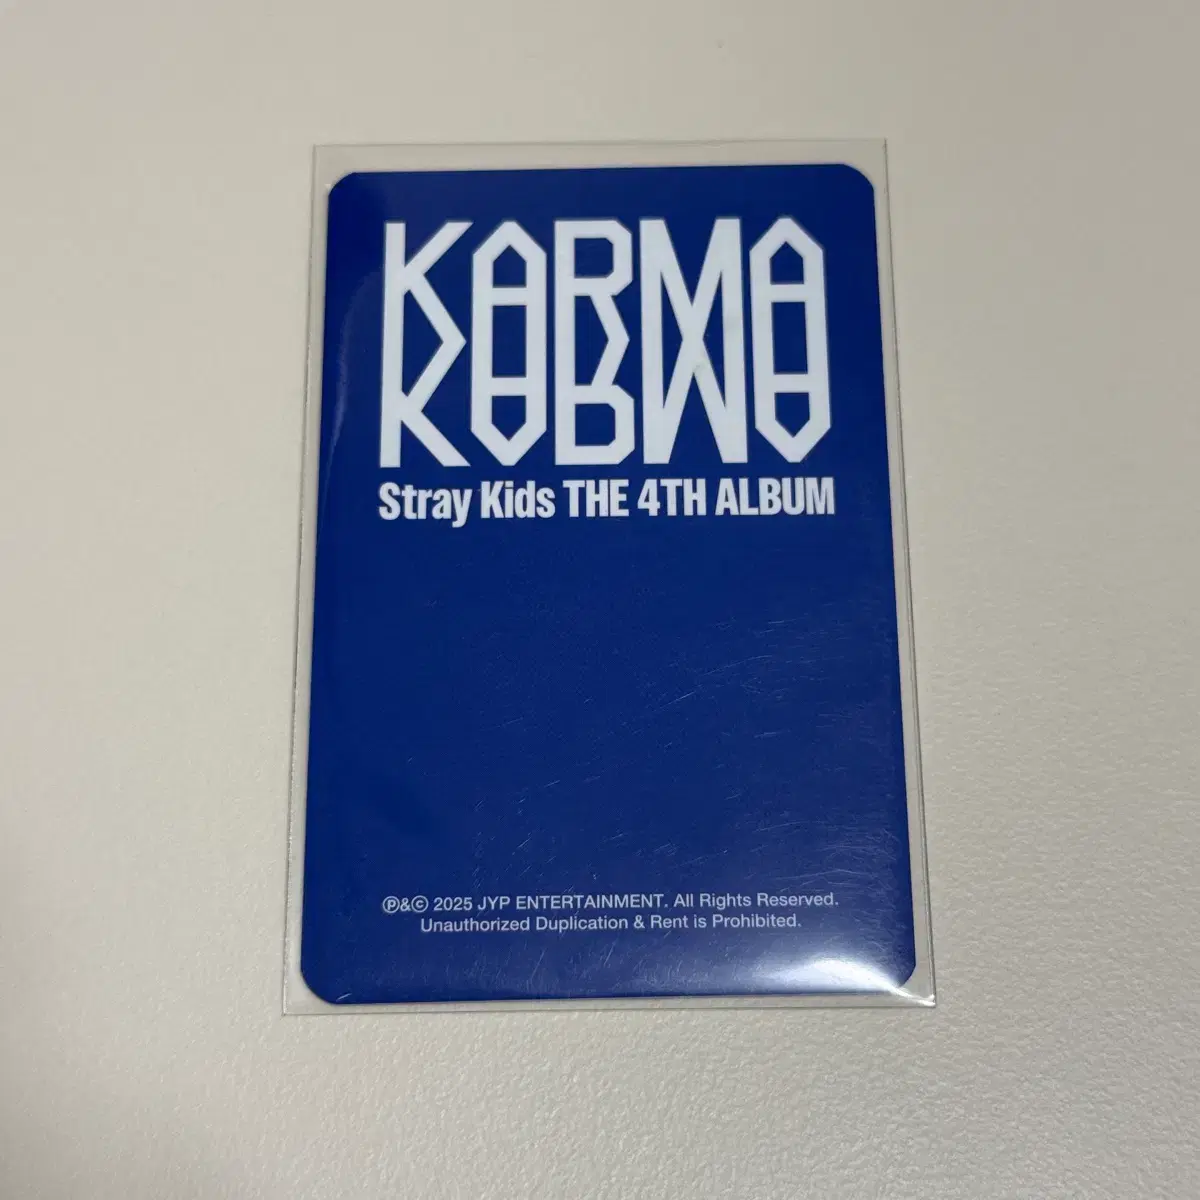 KARMA
Stray Kids THE 4TH ALBUM
℗&© 2025 JYP ENTERTAINMENT. All Rights Reserved.
Unauthorized Duplication & Rent is Prohibited.